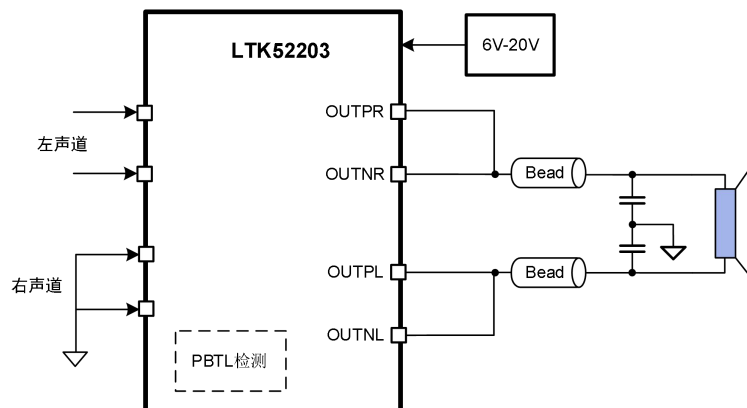 LTK52203
6V-20V
OUTPR
左声道
OUTNR
Bead
右声道
OUTPL
Bead
OUTNL
PBTL检测